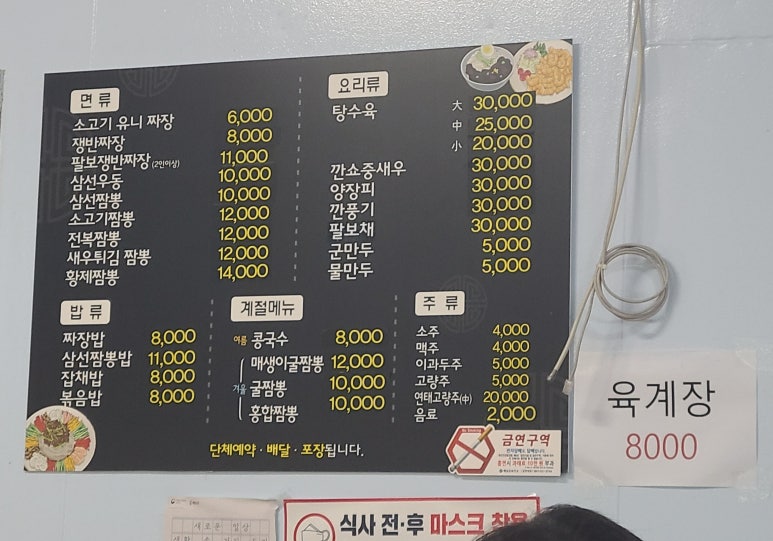 면 류
소고기 유니 짜장 6,000
쟁반짜장 8,000
팔보쟁반짜장(2인이상) 11,000
삼선우동 10,000
삼선짬뽕 10,000
소고기짬뽕 12,000
전복짬뽕 12,000
새우튀김 짬뽕 12,000
황제짬뽕 14,000
요리류
탕수육 大 30,000
中 25,000
小 20,000
깐쇼중새우 30,000
양장피 30,000
깐풍기 30,000
팔보채 30,000
군만두 5,000
물만두 5,000
밥 류
짜장밥 8,000
삼선짬뽕밥 11,000
잡채밥 8,000
볶음밥 8,000
계절메뉴
여름 콩국수 8,000
매생이굴짬뽕 12,000
겨울 굴짬뽕 10,000
홍합짬뽕 10,000
주 류
소주 4,000
맥주 4,000
이과두주 5,000
고량주 5,000
연태고량주(中) 20,000
음료 2,000
단체예약 · 배달 · 포장됩니다.
No Smoking
금연구역
육계장
8000
새로운 일상
식사 전·후 마스크 착용